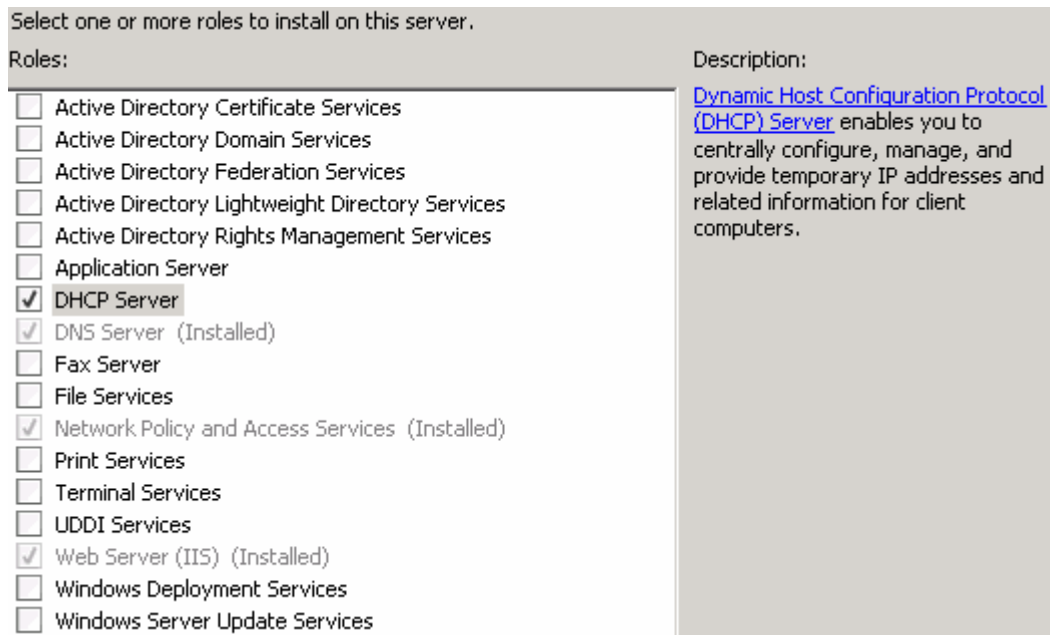 Select one or more roles to install on this server.
Roles:
Active Directory Certificate Services
Active Directory Domain Services
Active Directory Federation Services
Active Directory Lightweight Directory Services
Active Directory Rights Management Services
Application Server
DHCP Server
DNS Server (Installed)
Fax Server
File Services
Network Policy and Access Services (Installed)
Print Services
Terminal Services
UDDI Services
Web Server (IIS) (Installed)
Windows Deployment Services
Windows Server Update Services
Description:
Dynamic Host Configuration Protocol
(DHCP) Server enables you to
centrally configure, manage, and
provide temporary IP addresses and
related information for client
computers.